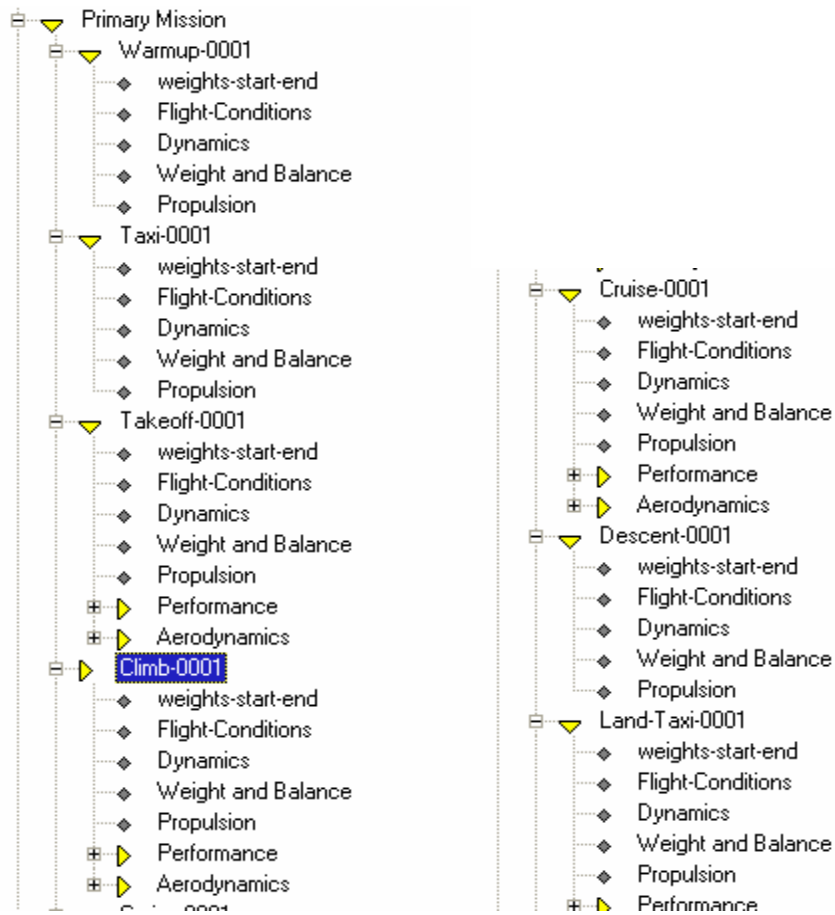 Primary Mission
Warmup-0001
weights-start-end
Flight-Conditions
Dynamics
Weight and Balance
Propulsion
Taxi-0001
weights-start-end
Flight-Conditions
Dynamics
Weight and Balance
Propulsion
Takeoff-0001
weights-start-end
Flight-Conditions
Dynamics
Weight and Balance
Propulsion
Performance
Aerodynamics
Climb-0001
weights-start-end
Flight-Conditions
Dynamics
Weight and Balance
Propulsion
Performance
Aerodynamics
Cruise-0001
weights-start-end
Flight-Conditions
Dynamics
Weight and Balance
Propulsion
Performance
Aerodynamics
Descent-0001
weights-start-end
Flight-Conditions
Dynamics
Weight and Balance
Propulsion
Land-Taxi-0001
weights-start-end
Flight-Conditions
Dynamics
Weight and Balance
Propulsion
Performance